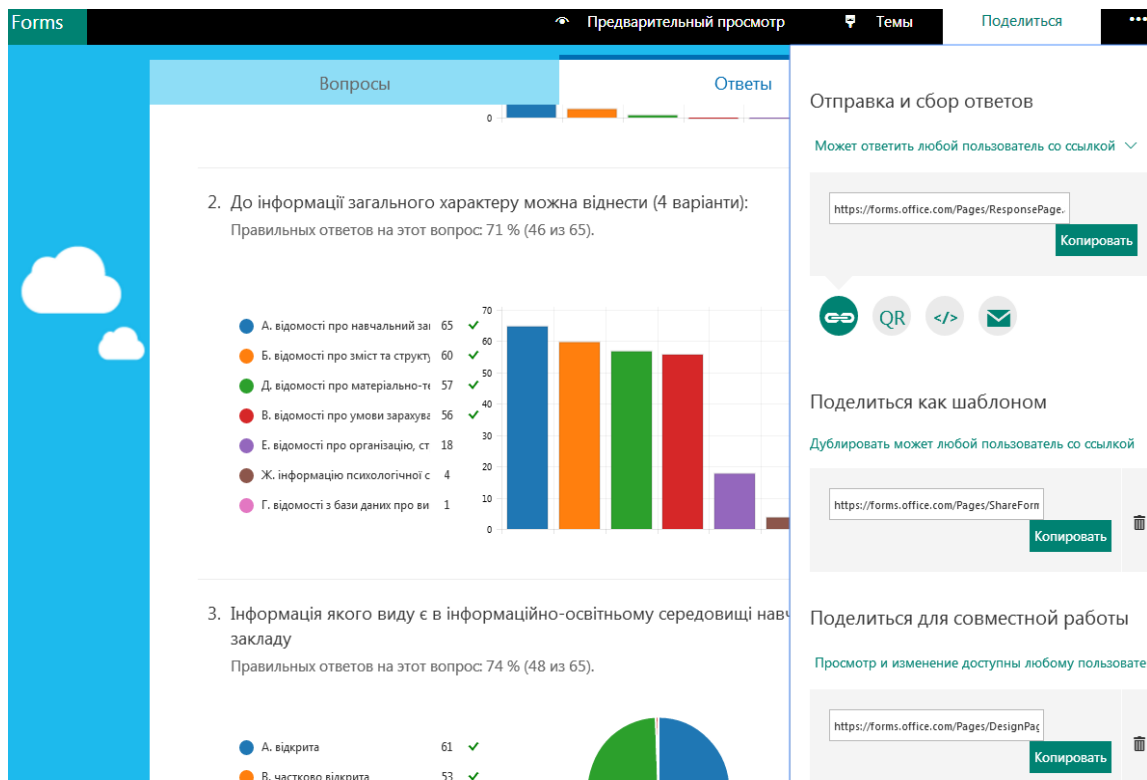 Forms
Предварительный просмотр
Темы
Поделиться
Вопросы
Ответы
0
2. До інформації загального характеру можна віднести (4 варіанти):
Правильных ответов на этот вопрос: 71 % (46 из 65).
А. відомості про навчальний за 65
Б. відомості про зміст та структу 60
Д. відомості про матеріально-те 57
В. відомості про умови зарахува 56
Е. відомості про організацію, ст 18
Ж. інформацію психологічної с 4
Г. відомості з бази даних про ви 1
70
60
50
40
30
20
10
0
3. Інформація якого виду є в інформаційно-освітньому середовищі навч
закладу
Правильных ответов на этот вопрос: 74 % (48 из 65).
А. відкрита 61
В. частково відкрита 53
Отправка и сбор ответов
Может ответить любой пользователь со ссылкой
https://forms.office.com/Pages/ResponsePage.
Копировать
QR
</>
Поделиться как шаблоном
Дублировать может любой пользователь со ссылкой
https://forms.office.com/Pages/ShareForm
Копировать
Поделиться для совместной работы
Просмотр и изменение доступны любому пользовате
https://forms.office.com/Pages/DesignPag
Копировать